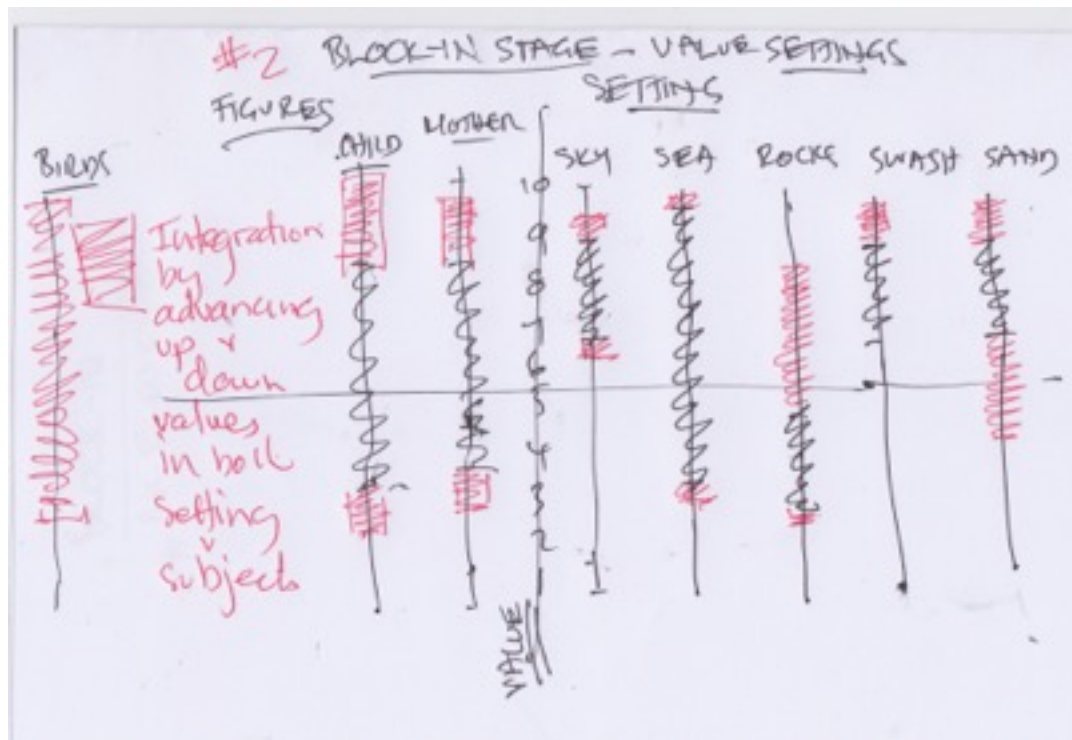 #2 BLOCK-IN STAGE - VALUE SETTINGS
FIGURES
SETTING
BIRDS
CHILD
MOTHER
SKY
SEA
ROCKS
SWASH
SAND
10
9
8
7
6
5
4
3
2
1
VALUE
Integration
by
advancing
up &
down
values
in both
setting
&
subjects